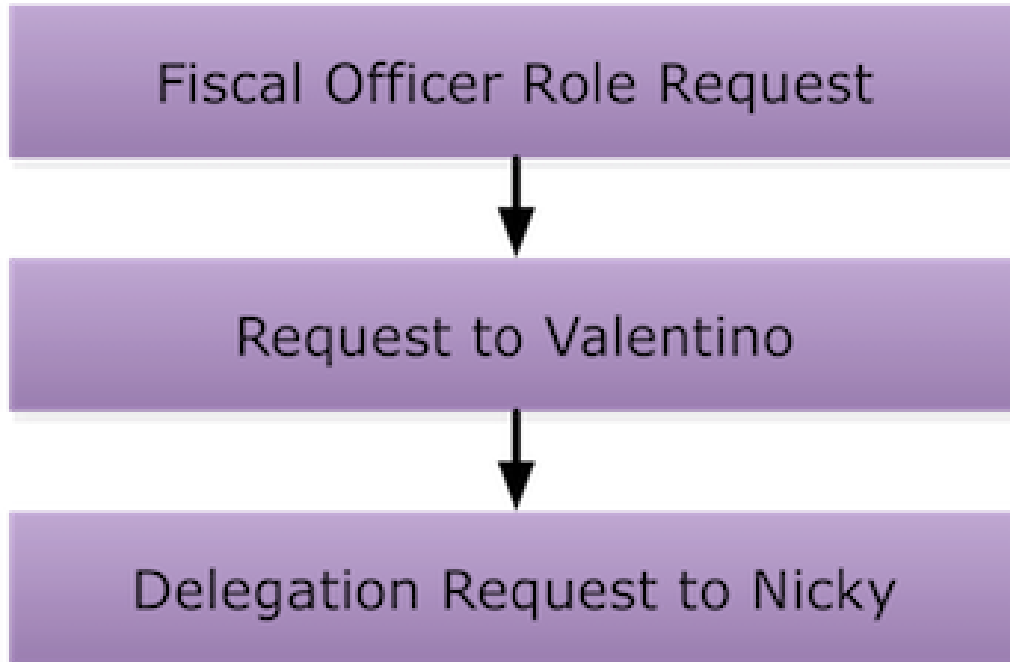 Fiscal Officer Role Request
Request to Valentino
Delegation Request to Nicky